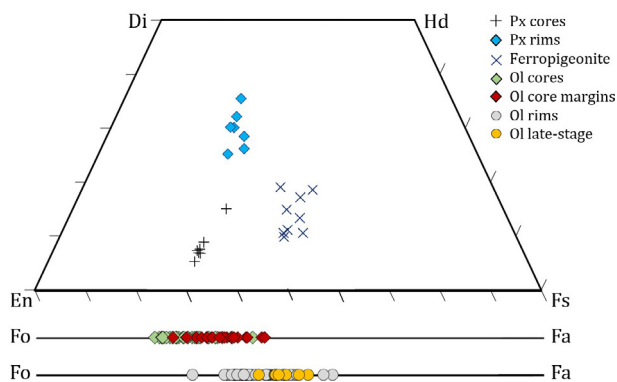 Di
Hd
Px cores
Px rims
Ferropigeonite
Ol cores
Ol core margins
Ol rims
Ol late-stage
En
Fs
Fo
Fa
Fo
Fa